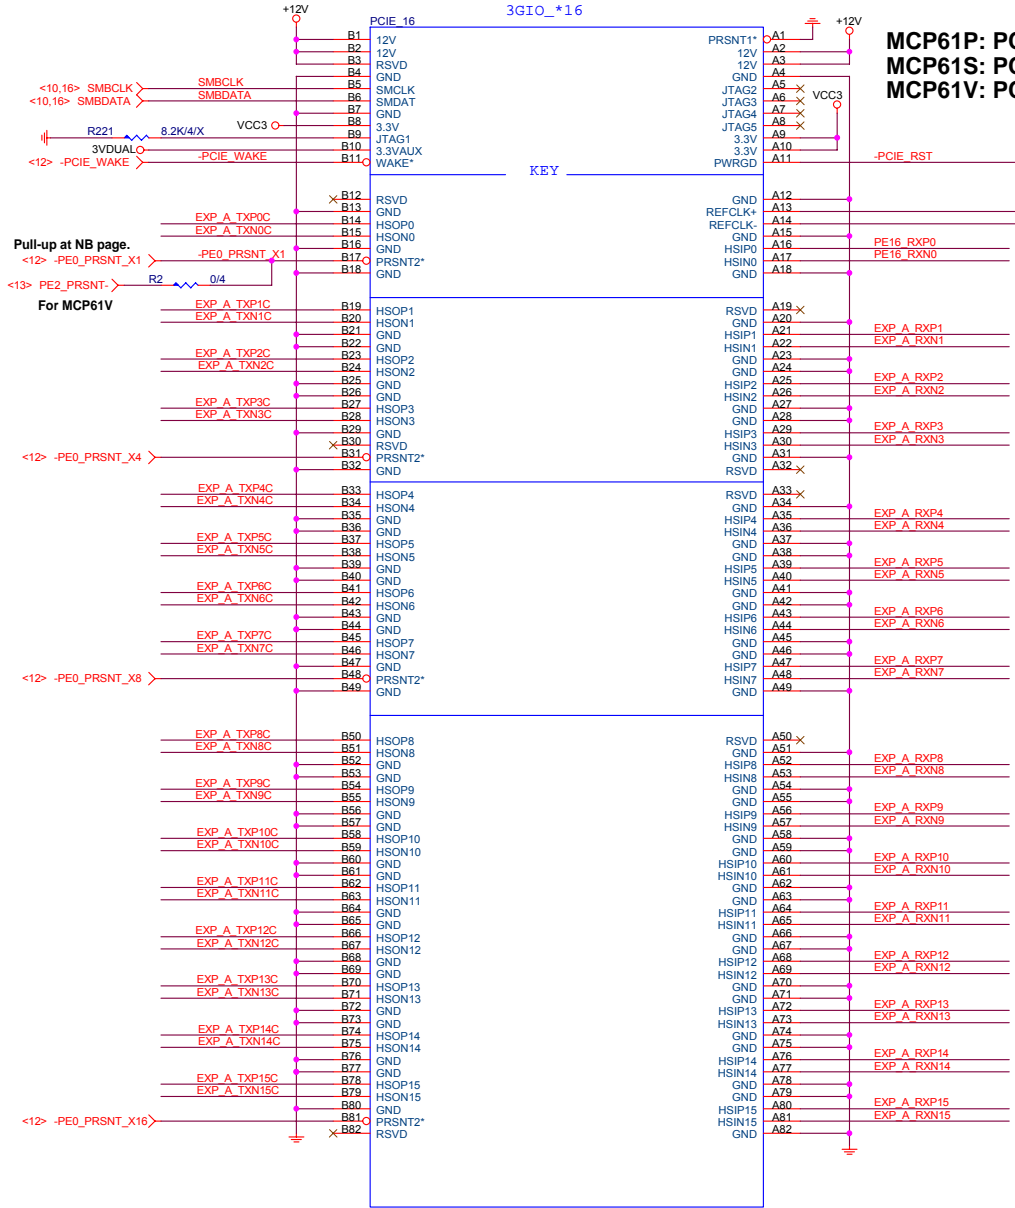 3GIO_*16
+12V
PCIE_16
+12V
MCP61P: PC
MCP61S: PC
MCP61V: PC
B1 12V PRSNT1* A1
B2 12V 12V A2
B3 RSVD 12V A3
B4 GND GND A4
<10,16> SMBCLK SMBCLK B5 SMCLK JTAG2 A5
<10,16> SMBDATA SMBDATA B6 SMDAT JTAG3 A6 VCC3
B7 GND JTAG4 A7
VCC3 B8 3.3V JTAG5 A8
R221 8.2K/4/X B9 JTAG1 3.3V A9
3VDUAL B10 3.3VAUX 3.3V A10
<12> -PCIE_WAKE -PCIE_WAKE B11 WAKE* PWRGD A11 -PCIE_RST
KEY
B12 RSVD GND A12
B13 GND REFCLK+ A13
EXP_A_TXP0C B14 HSOP0 REFCLK- A14
EXP_A_TXN0C B15 HSON0 GND A15
Pull-up at NB page.
B16 GND HSIP0 A16 PE16_RXP0
<12> -PE0_PRSNT_X1 -PE0_PRSNT_X1 B17 PRSNT2* HSIN0 A17 PE16_RXN0
B18 GND GND A18
<13> PE2_PRSNT- R2 0/4
For MCP61V
EXP_A_TXP1C B19 HSOP1 RSVD A19
EXP_A_TXN1C B20 HSON1 GND A20
B21 GND HSIP1 A21 EXP_A_RXP1
B22 GND HSIN1 A22 EXP_A_RXN1
EXP_A_TXP2C B23 HSOP2 GND A23
EXP_A_TXN2C B24 HSON2 GND A24
B25 GND HSIP2 A25 EXP_A_RXP2
B26 GND HSIN2 A26 EXP_A_RXN2
EXP_A_TXP3C B27 HSOP3 GND A27
EXP_A_TXN3C B28 HSON3 GND A28
B29 GND HSIP3 A29 EXP_A_RXP3
B30 RSVD HSIN3 A30 EXP_A_RXN3
<12> -PE0_PRSNT_X4 B31 PRSNT2* GND A31
B32 GND RSVD A32
EXP_A_TXP4C B33 HSOP4 RSVD A33
EXP_A_TXN4C B34 HSON4 GND A34
B35 GND HSIP4 A35 EXP_A_RXP4
B36 GND HSIN4 A36 EXP_A_RXN4
EXP_A_TXP5C B37 HSOP5 GND A37
EXP_A_TXN5C B38 HSON5 GND A38
B39 GND HSIP5 A39 EXP_A_RXP5
B40 GND HSIN5 A40 EXP_A_RXN5
EXP_A_TXP6C B41 HSOP6 GND A41
EXP_A_TXN6C B42 HSON6 GND A42
B43 GND HSIP6 A43 EXP_A_RXP6
B44 GND HSIN6 A44 EXP_A_RXN6
EXP_A_TXP7C B45 HSOP7 GND A45
EXP_A_TXN7C B46 HSON7 GND A46
B47 GND HSIP7 A47 EXP_A_RXP7
<12> -PE0_PRSNT_X8 B48 PRSNT2* HSIN7 A48 EXP_A_RXN7
B49 GND GND A49
EXP_A_TXP8C B50 HSOP8 RSVD A50
EXP_A_TXN8C B51 HSON8 GND A51
B52 GND HSIP8 A52 EXP_A_RXP8
B53 GND HSIN8 A53 EXP_A_RXN8
EXP_A_TXP9C B54 HSOP9 GND A54
EXP_A_TXN9C B55 HSON9 GND A55
B56 GND HSIP9 A56 EXP_A_RXP9
B57 GND HSIN9 A57 EXP_A_RXN9
EXP_A_TXP10C B58 HSOP10 GND A58
EXP_A_TXN10C B59 HSON10 GND A59
B60 GND HSIP10 A60 EXP_A_RXP10
B61 GND HSIN10 A61 EXP_A_RXN10
EXP_A_TXP11C B62 HSOP11 GND A62
EXP_A_TXN11C B63 HSON11 GND A63
B64 GND HSIP11 A64 EXP_A_RXP11
B65 GND HSIN11 A65 EXP_A_RXN11
EXP_A_TXP12C B66 HSOP12 GND A66
EXP_A_TXN12C B67 HSON12 GND A67
B68 GND HSIP12 A68 EXP_A_RXP12
B69 GND HSIN12 A69 EXP_A_RXN12
EXP_A_TXP13C B70 HSOP13 GND A70
EXP_A_TXN13C B71 HSON13 GND A71
B72 GND HSIP13 A72 EXP_A_RXP13
B73 GND HSIN13 A73 EXP_A_RXN13
EXP_A_TXP14C B74 HSOP14 GND A74
EXP_A_TXN14C B75 HSON14 GND A75
B76 GND HSIP14 A76 EXP_A_RXP14
B77 GND HSIN14 A77 EXP_A_RXN14
EXP_A_TXP15C B78 HSOP15 GND A78
EXP_A_TXN15C B79 HSON15 GND A79
B80 GND HSIP15 A80 EXP_A_RXP15
<12> -PE0_PRSNT_X16 B81 PRSNT2* HSIN15 A81 EXP_A_RXN15
B82 RSVD GND A82